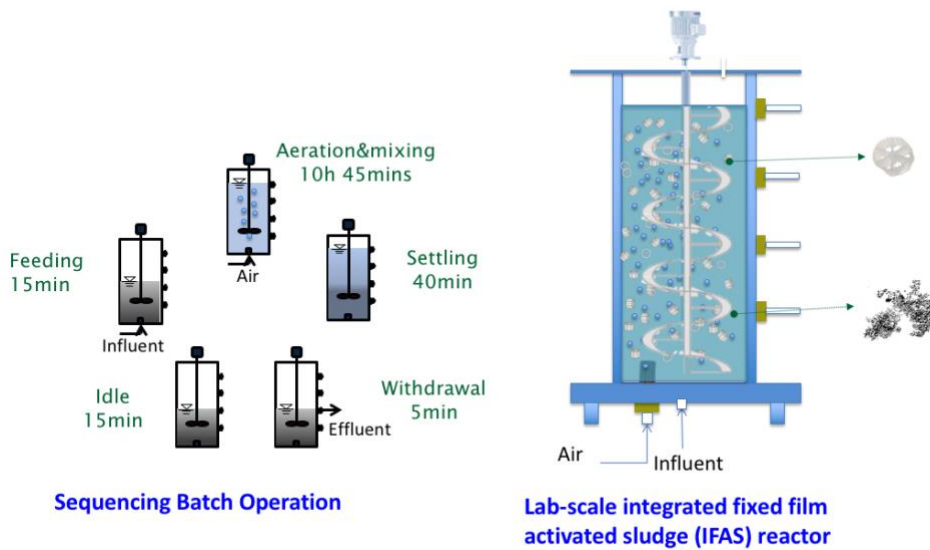 Aeration&mixing
10h 45mins
Feeding
15min
Air
Settling
40min
Influent
Idle
15min
Withdrawal
5min
Effluent
Sequencing Batch Operation
Air
Influent
Lab-scale integrated fixed film
activated sludge (IFAS) reactor